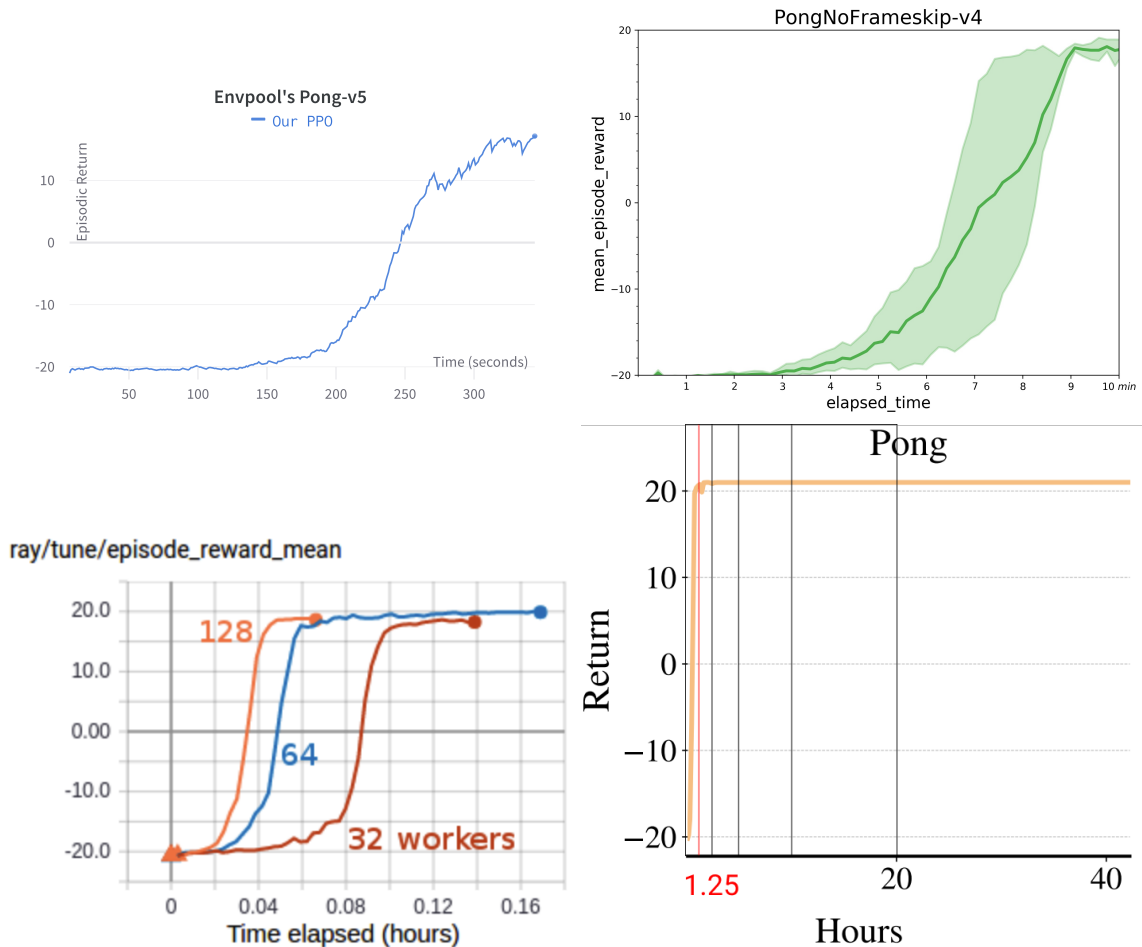 Envpool's Pong-v5
Our PPO
Episodic Return
10
0
-10
-20
Time (seconds)
50 100 150 200 250 300
PongNoFrameskip-v4
mean_episode_reward
20
10
0
−10
−20
1 2 3 4 5 6 7 8 9 10 min
elapsed_time
ray/tune/episode_reward_mean
20.0
10.0
0.00
-10.0
-20.0
128
64
32 workers
0 0.04 0.08 0.12 0.16
Time elapsed (hours)
Pong
Return
20
10
0
−10
−20
1.25 20 40
Hours